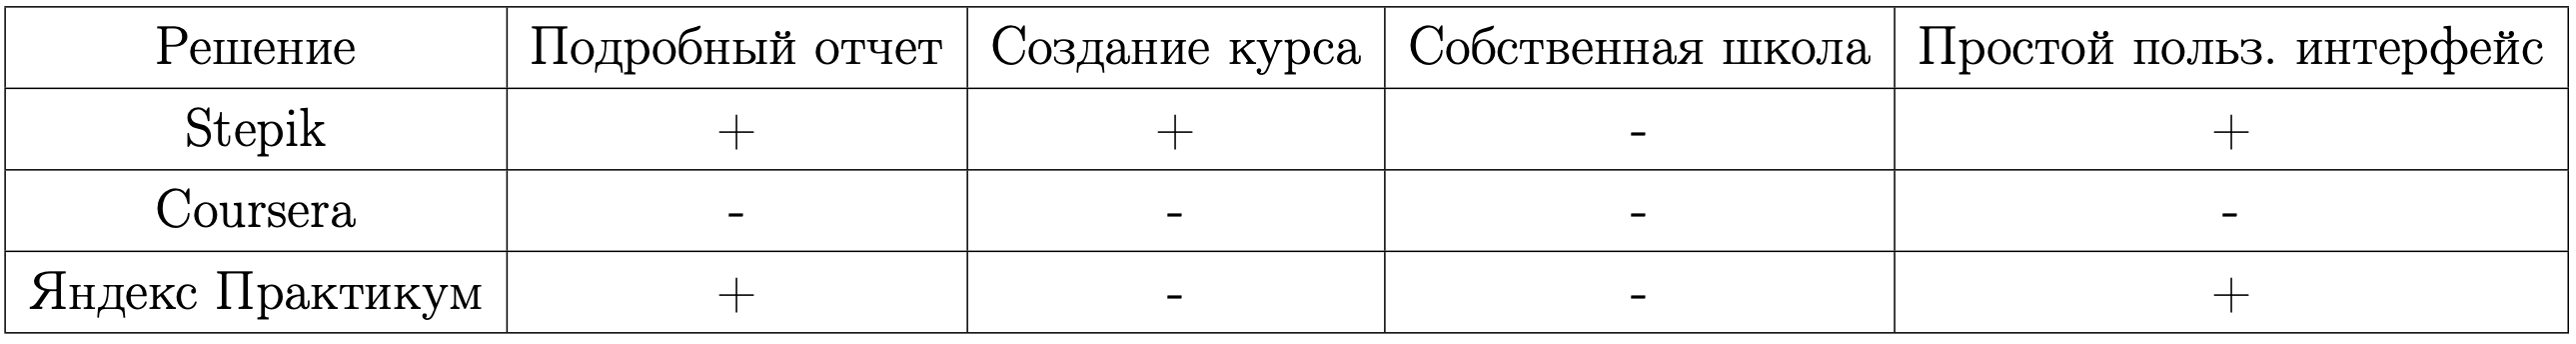 Решение Подробный отчет Создание курса Собственная школа Простой польз. интерфейс
Stepik + + - +
Coursera - - - -
Яндекс Практикум + - - +